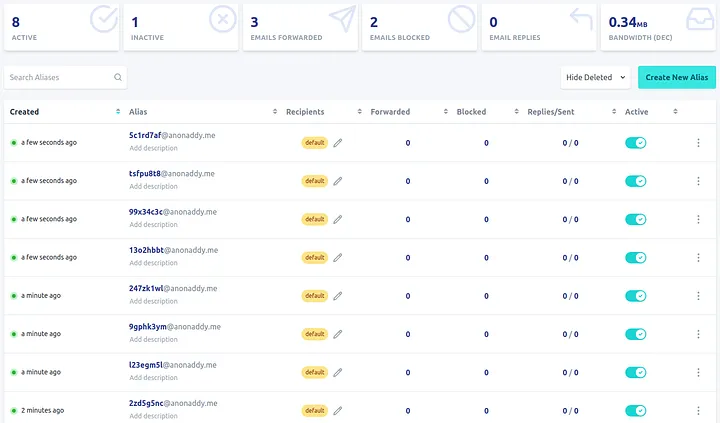 8 1 3 2 0 0.34MB
ACTIVE INACTIVE EMAILS FORWARDED EMAILS BLOCKED EMAIL REPLIES BANDWIDTH (DEC)
Search Aliases Hide Deleted Create New Alias
Created Alias Recipients Forwarded Blocked Replies/Sent Active
a few seconds ago 5c1rd7af@anonaddy.me default 0 0 0 / 0
Add description
a few seconds ago tsfpu8t8@anonaddy.me default 0 0 0 / 0
Add description
a few seconds ago 99x34c3c@anonaddy.me default 0 0 0 / 0
Add description
a few seconds ago 13o2hbbt@anonaddy.me default 0 0 0 / 0
Add description
a minute ago 247zk1wl@anonaddy.me default 0 0 0 / 0
Add description
a minute ago 9gphk3ym@anonaddy.me default 0 0 0 / 0
Add description
a minute ago l23egm5l@anonaddy.me default 0 0 0 / 0
Add description
2 minutes ago 2zd5g5nc@anonaddy.me default 0 0 0 / 0
Add description